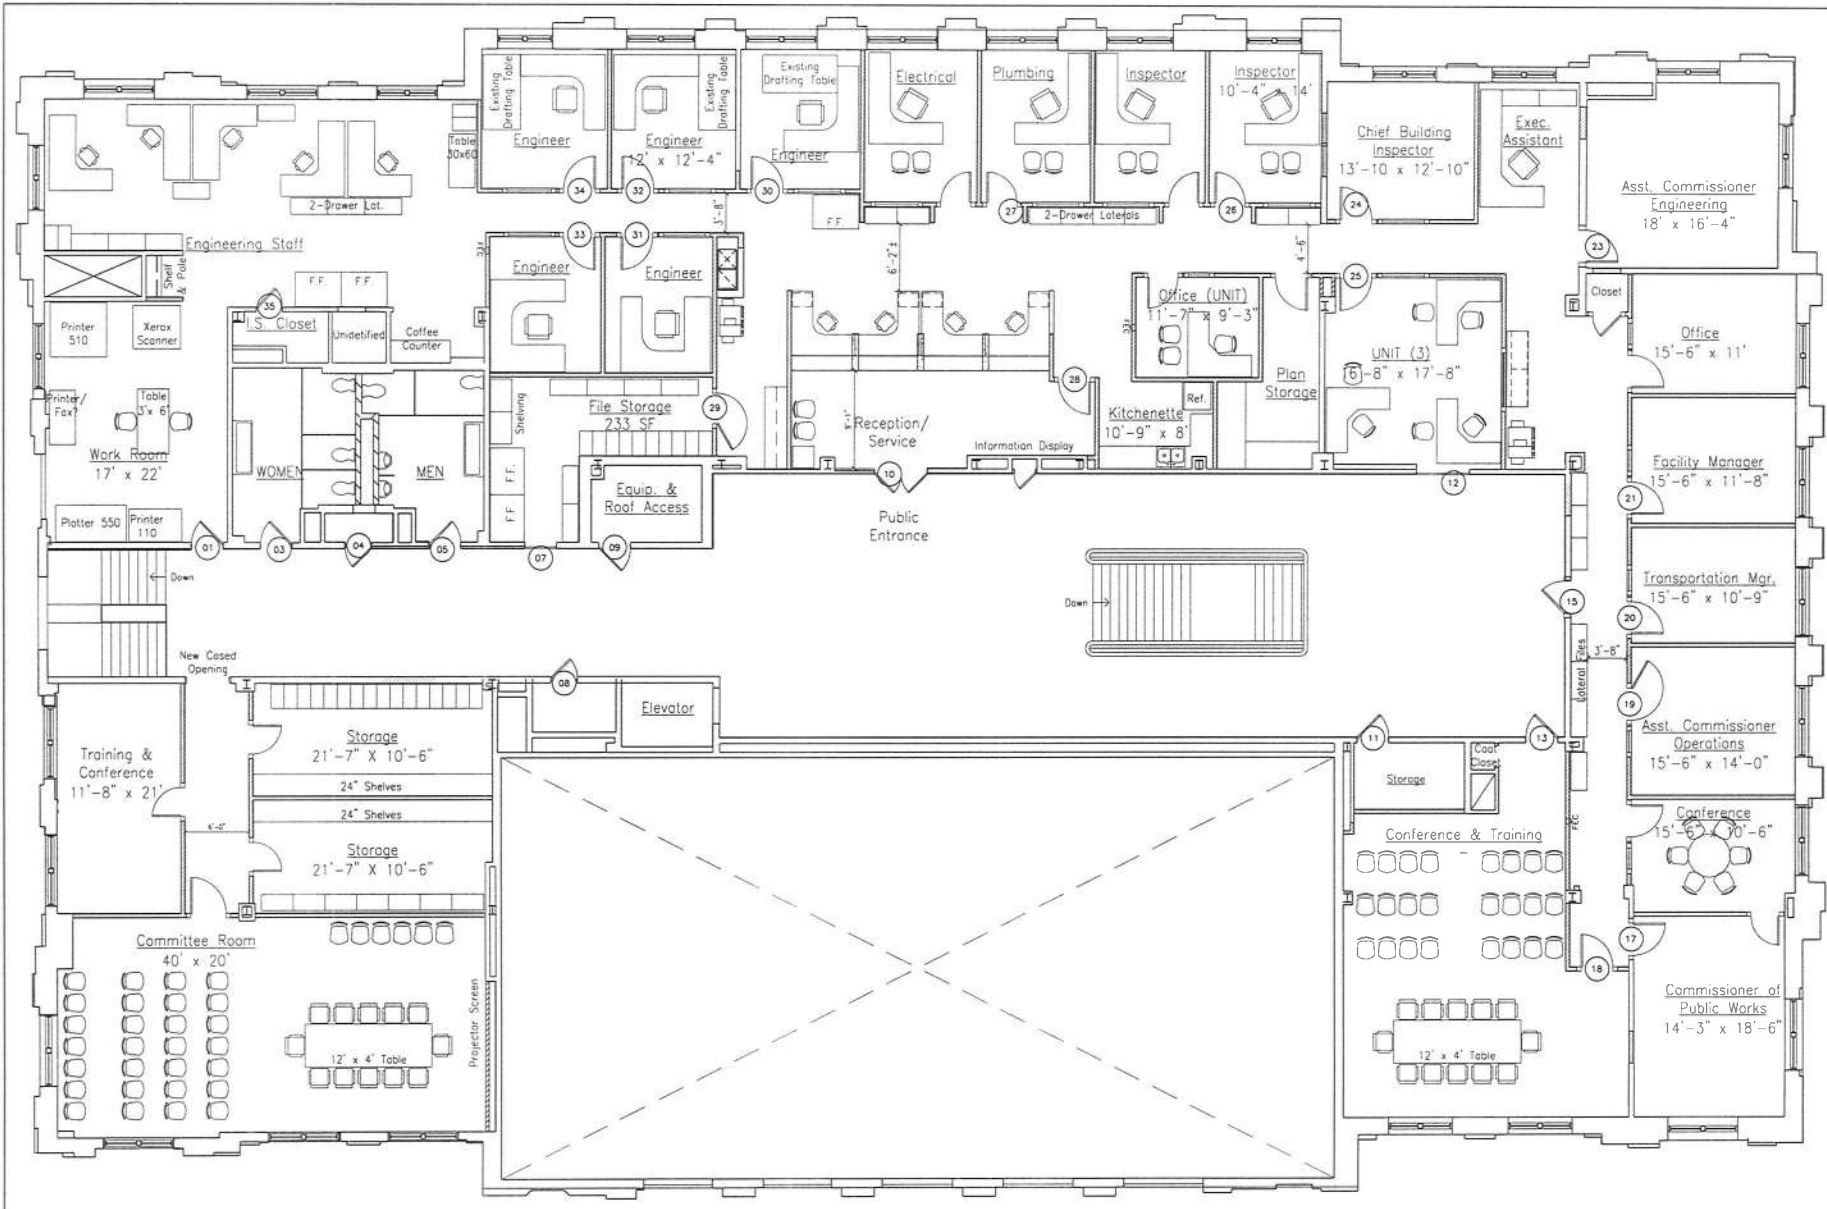 Existing
Drafting Table
Engineer
Existing
Drafting Table
Engineer
12' x 12'-4"
Existing
Drafting Table
Engineer
Electrical
Plumbing
Inspector
Inspector
10'-4" x 14'
Chief Building
Inspector
13'-10 x 12'-10"
Exec.
Assistant
Asst. Commissioner
Engineering
18' x 16'-4"
Table
30x60
2-Drawer Lat.
34
32
30
3'-8"
F.F.
27
2-Drawer Laterals
26
24
23
Engineering Staff
33
31
6'-2"±
4'-6"
25
Shelf
& Pole
F.F.
F.F.
Engineer
Engineer
Office (UNIT)
11'-7" x 9'-3"
Closet
35
I.S. Closet
Unidetified
Coffee
Counter
Printer
510
Xerox
Scanner
Office
15'-6" x 11'
UNIT (3)
16'-8" x 17'-8"
Plan
Storage
28
Ref.
Printer/
Fax?
Table
3'x 6'
Shelving
File Storage
233 SF
29
Reception/
Service
Kitchenette
10'-9" x 8'
Information Display
Work Room
17' x 22'
WOMEN
MEN
F.F.
F.F.
Equip. &
Roof Access
10
12
Facility Manager
15'-6" x 11'-8"
21
Plotter 550
Printer
110
Public
Entrance
01
03
04
05
07
09
Down
Down
15
Transportation Mgr.
15'-6" x 10'-9"
20
New Cased
Opening
08
Elevator
Lateral Files
3'-8"
19
Asst. Commissioner
Operations
15'-6" x 14'-0"
11
13
Storage
21'-7" X 10'-6"
24" Shelves
Training &
Conference
11'-8" x 21'
Storage
Coat
Closet
24" Shelves
6'-0"
Storage
21'-7" X 10'-6"
FEC
Conference & Training
Conference
15'-6" x 10'-6"
Committee Room
40' x 20'
17
18
Projector Screen
Commissioner of
Public Works
14'-3" x 18'-6"
12' x 4' Table
12' x 4' Table